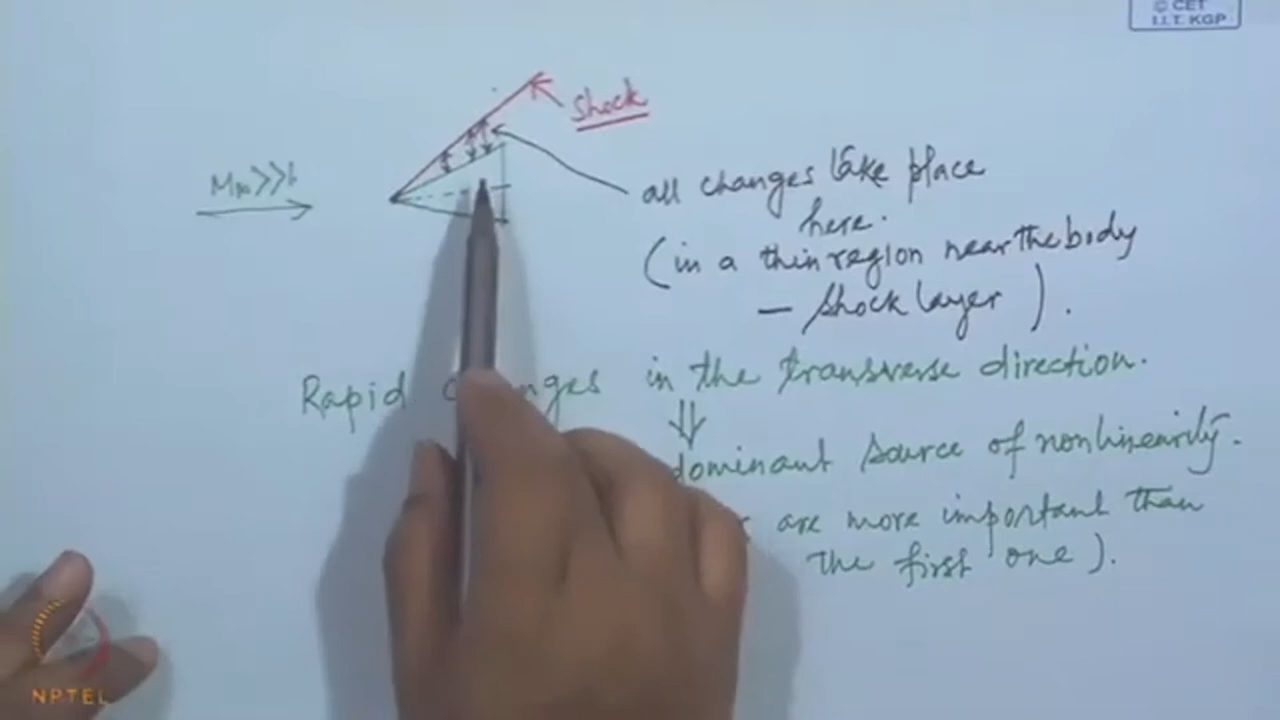 © CET
I.I.T. KGP
Shock
M∞>>1
all changes take place
here.
(in a thin region near the body
— Shock layer).
Rapid in the transverse direction.
⇓
dominant source of nonlinearity.
are more important than
the first one).
NPTEL